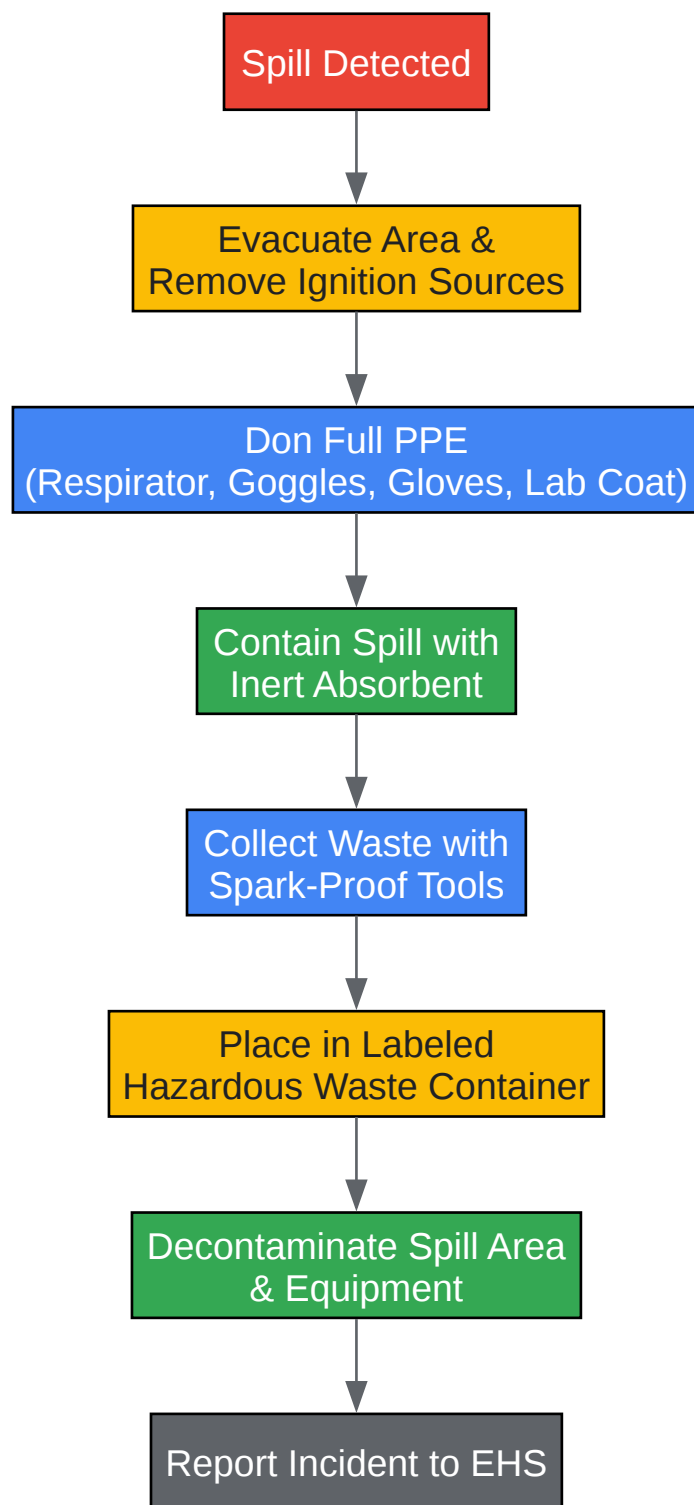 Spill Detected
Evacuate Area &
Remove Ignition Sources
Don Full PPE
(Respirator, Goggles, Gloves, Lab Coat)
Contain Spill with
Inert Absorbent
Collect Waste with
Spark-Proof Tools
Place in Labeled
Hazardous Waste Container
Decontaminate Spill Area
& Equipment
Report Incident to EHS